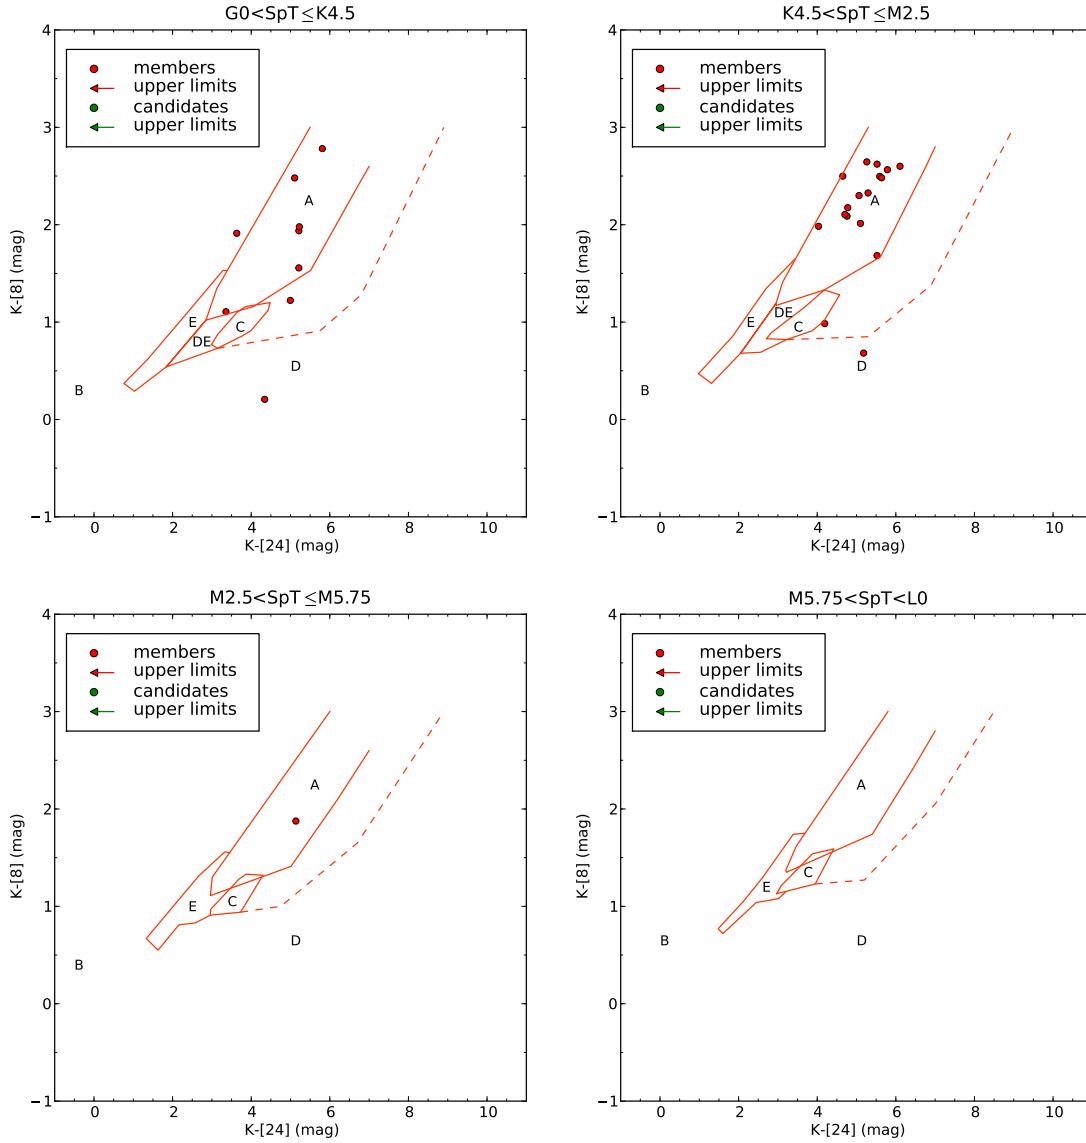 G0<SpT≤K4.5
members
upper limits
candidates
upper limits
A
E
DE
C
D
B
4
3
2
1
0
−1
K-[8] (mag)
0 2 4 6 8 10
K-[24] (mag)
K4.5<SpT≤M2.5
members
upper limits
candidates
upper limits
A
DE
E
C
D
B
4
3
2
1
0
−1
K-[8] (mag)
0 2 4 6 8 10
K-[24] (mag)
M2.5<SpT≤M5.75
members
upper limits
candidates
upper limits
A
E
C
D
B
4
3
2
1
0
−1
K-[8] (mag)
0 2 4 6 8 10
K-[24] (mag)
M5.75<SpT<L0
members
upper limits
candidates
upper limits
A
C
E
B
D
4
3
2
1
0
−1
K-[8] (mag)
0 2 4 6 8 10
K-[24] (mag)